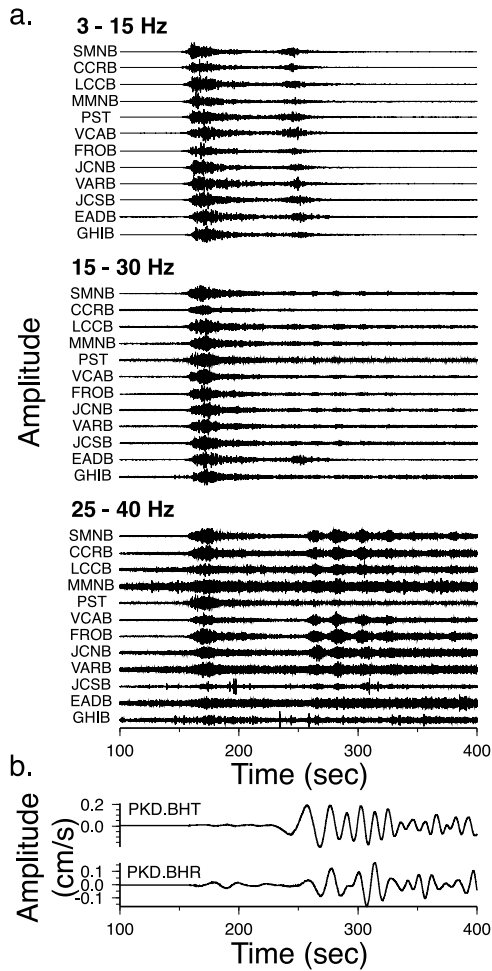 a.
3 - 15 Hz
SMNB
CCRB
LCCB
MMNB
PST
VCAB
FROB
JCNB
VARB
JCSB
EADB
GHIB
15 - 30 Hz
SMNB
CCRB
LCCB
MMNB
PST
VCAB
FROB
JCNB
VARB
JCSB
EADB
GHIB
Amplitude
25 - 40 Hz
SMNB
CCRB
LCCB
MMNB
PST
VCAB
FROB
JCNB
VARB
JCSB
EADB
GHIB
100 200 300 400
Time (sec)
b.
Amplitude
(cm/s)
0.2
0.0
PKD.BHT
0.1
0.0
-0.1
PKD.BHR
100 200 300 400
Time (sec)